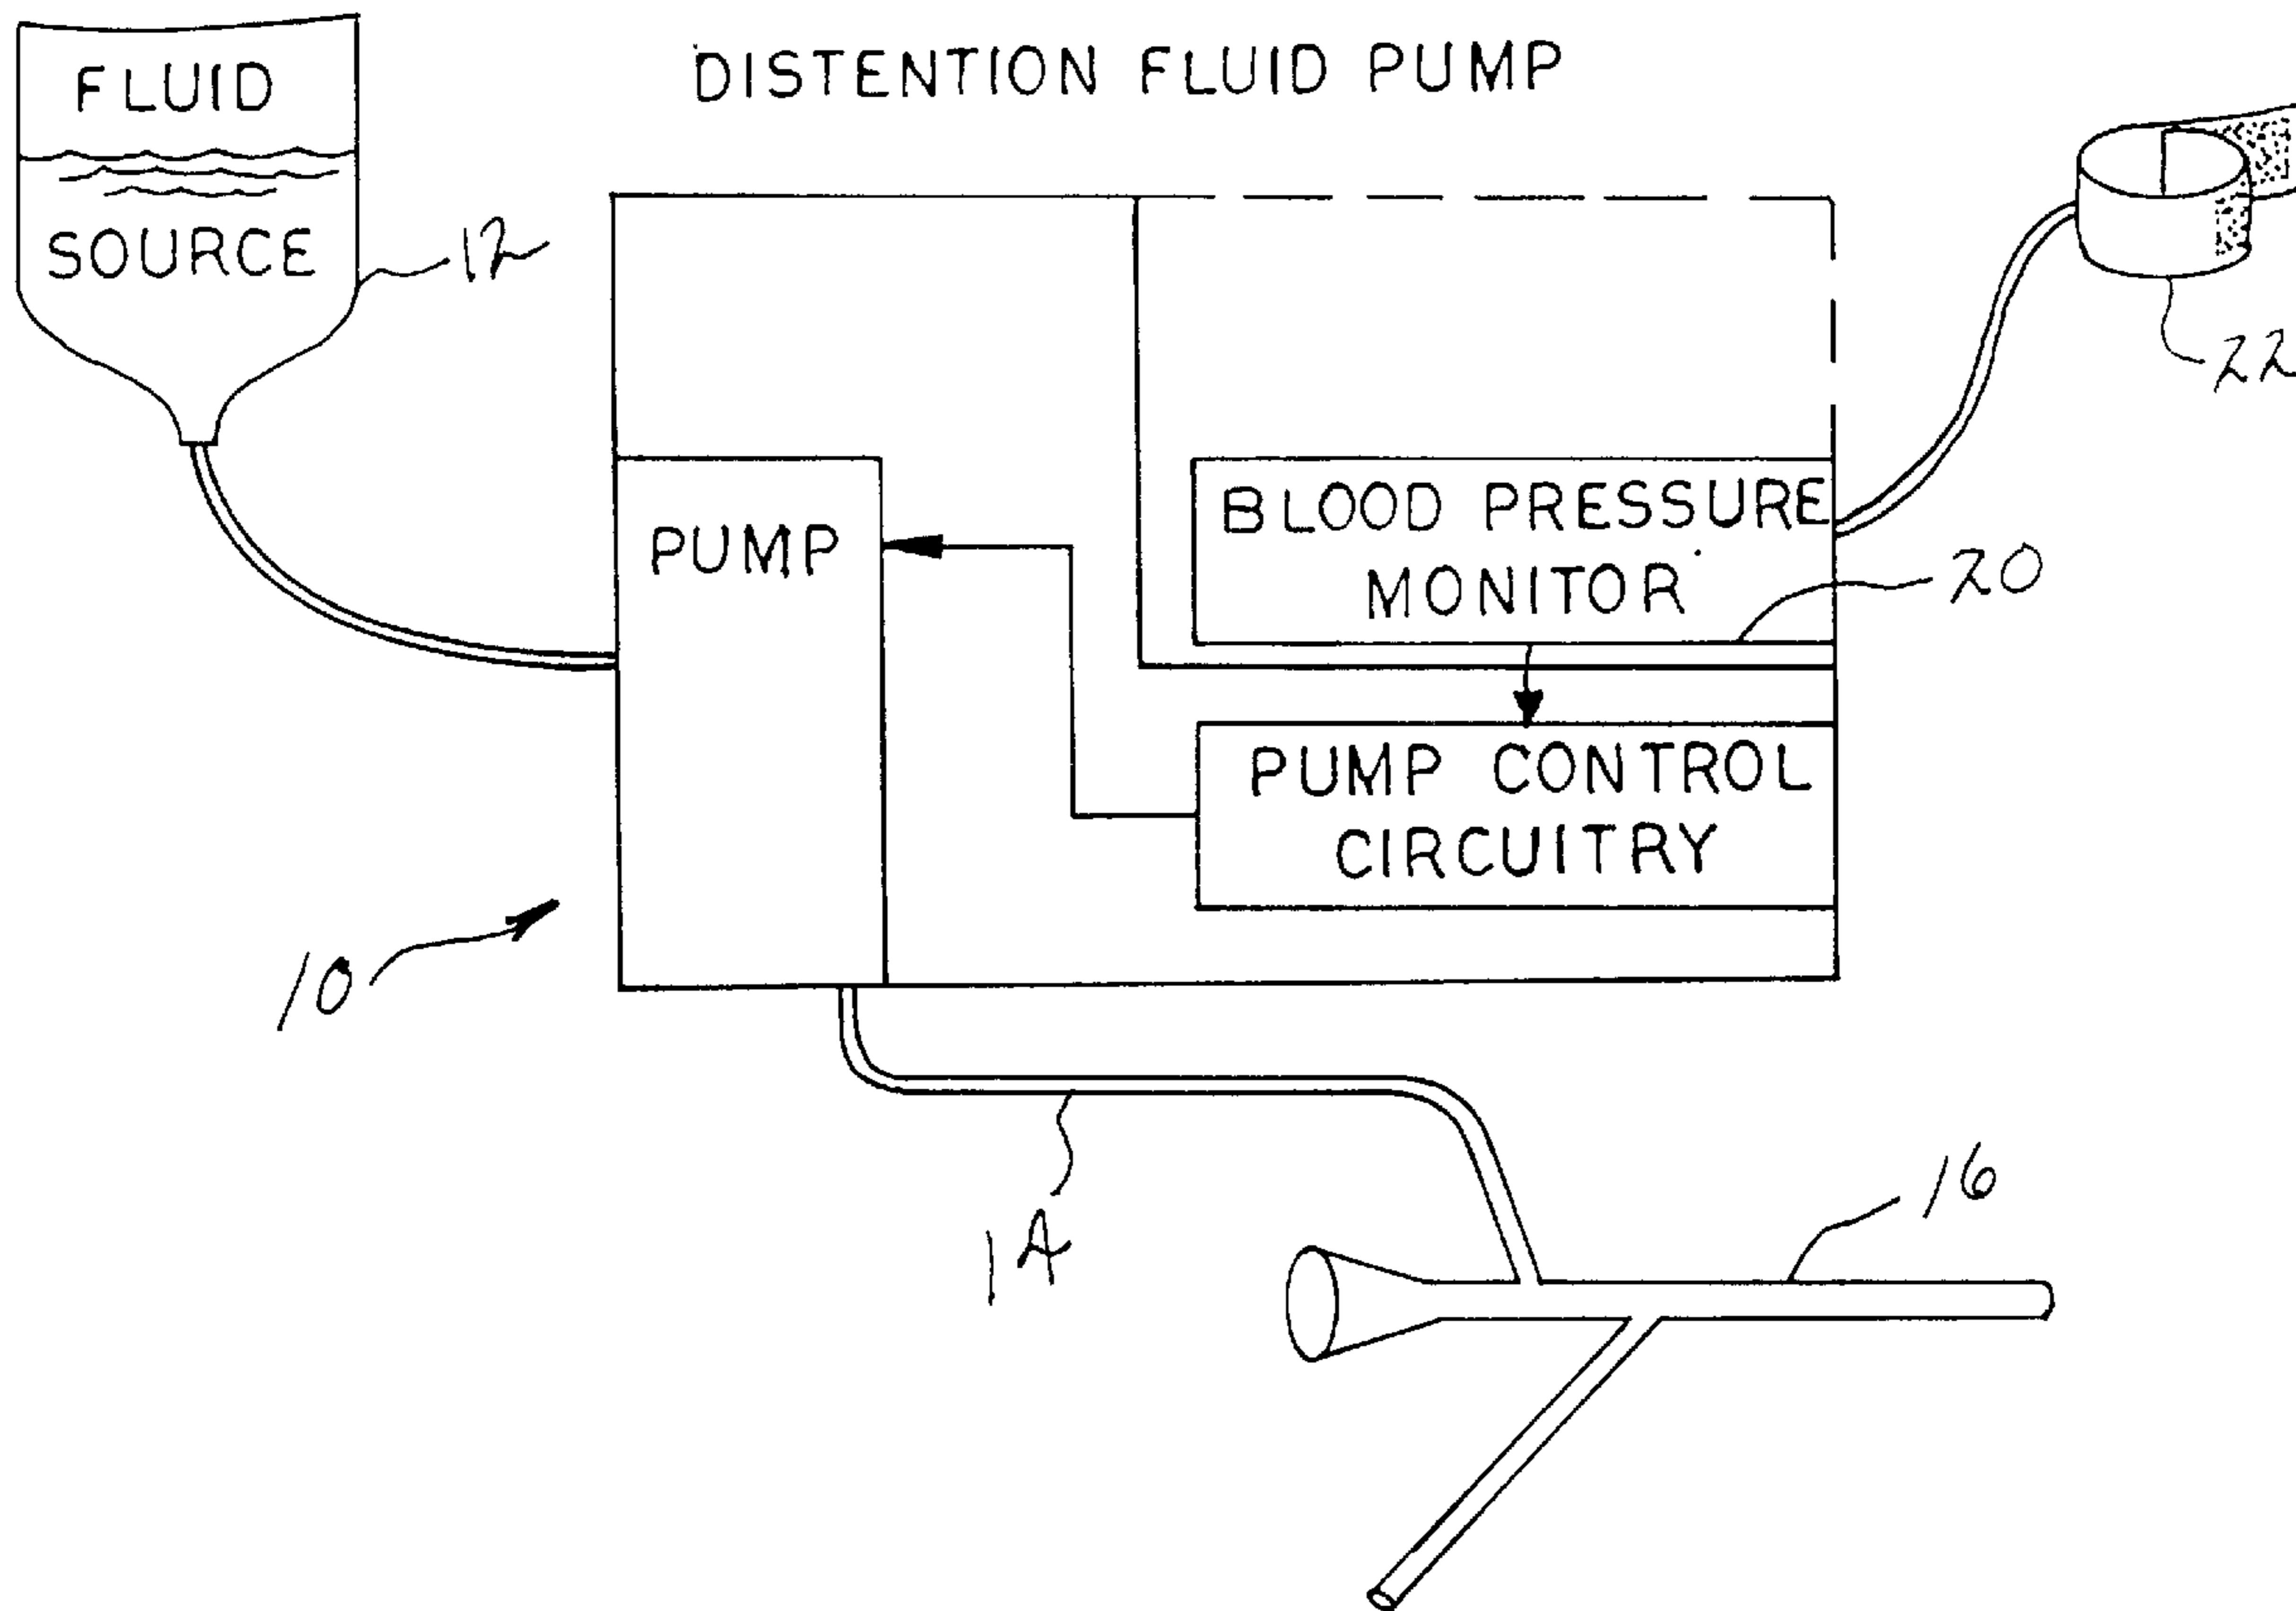 DISTENTION FLUID PUMP
FLUID
SOURCE
12
22
BLOOD PRESSURE
MONITOR
20
PUMP
PUMP CONTROL
CIRCUITRY
10
14
16